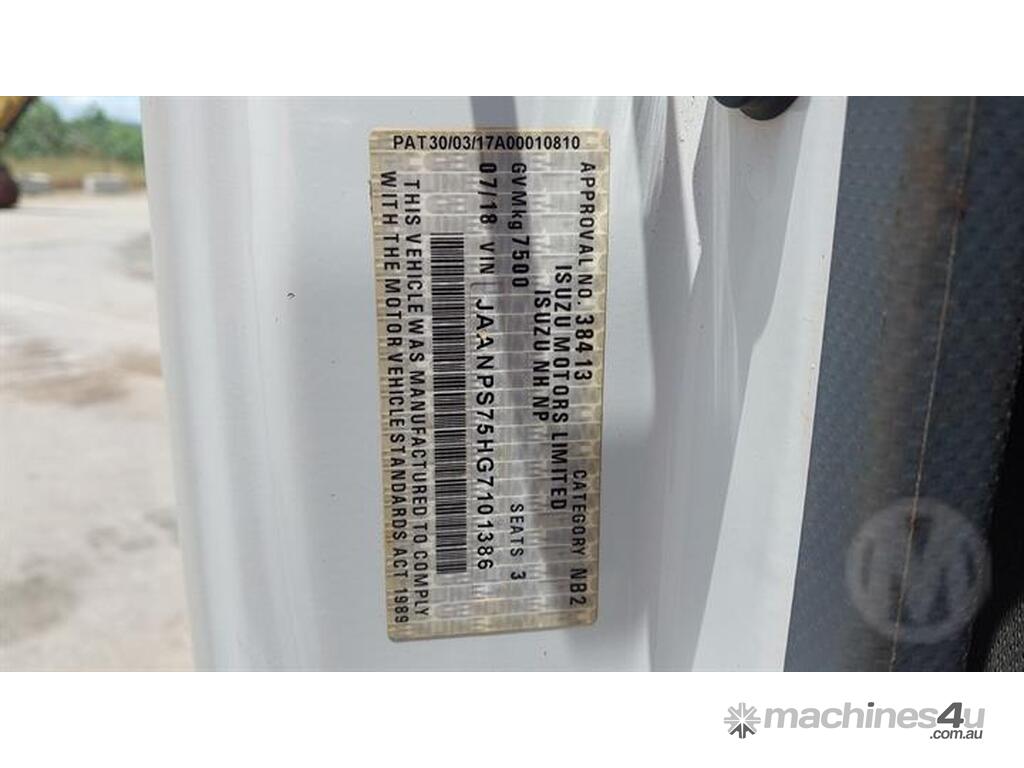 PAT30/03/17A00010810
APPROVAL NO. 38413 CATEGORY NB2
ISUZU MOTORS LIMITED
ISUZU NH NP
GVMkg 7500 SEATS 3
07/18 VIN JAANPS75HG7101386
THIS VEHICLE WAS MANUFACTURED TO COMPLY
WITH THE MOTOR VEHICLE STANDARDS ACT 1989
M
machines4u
.com.au